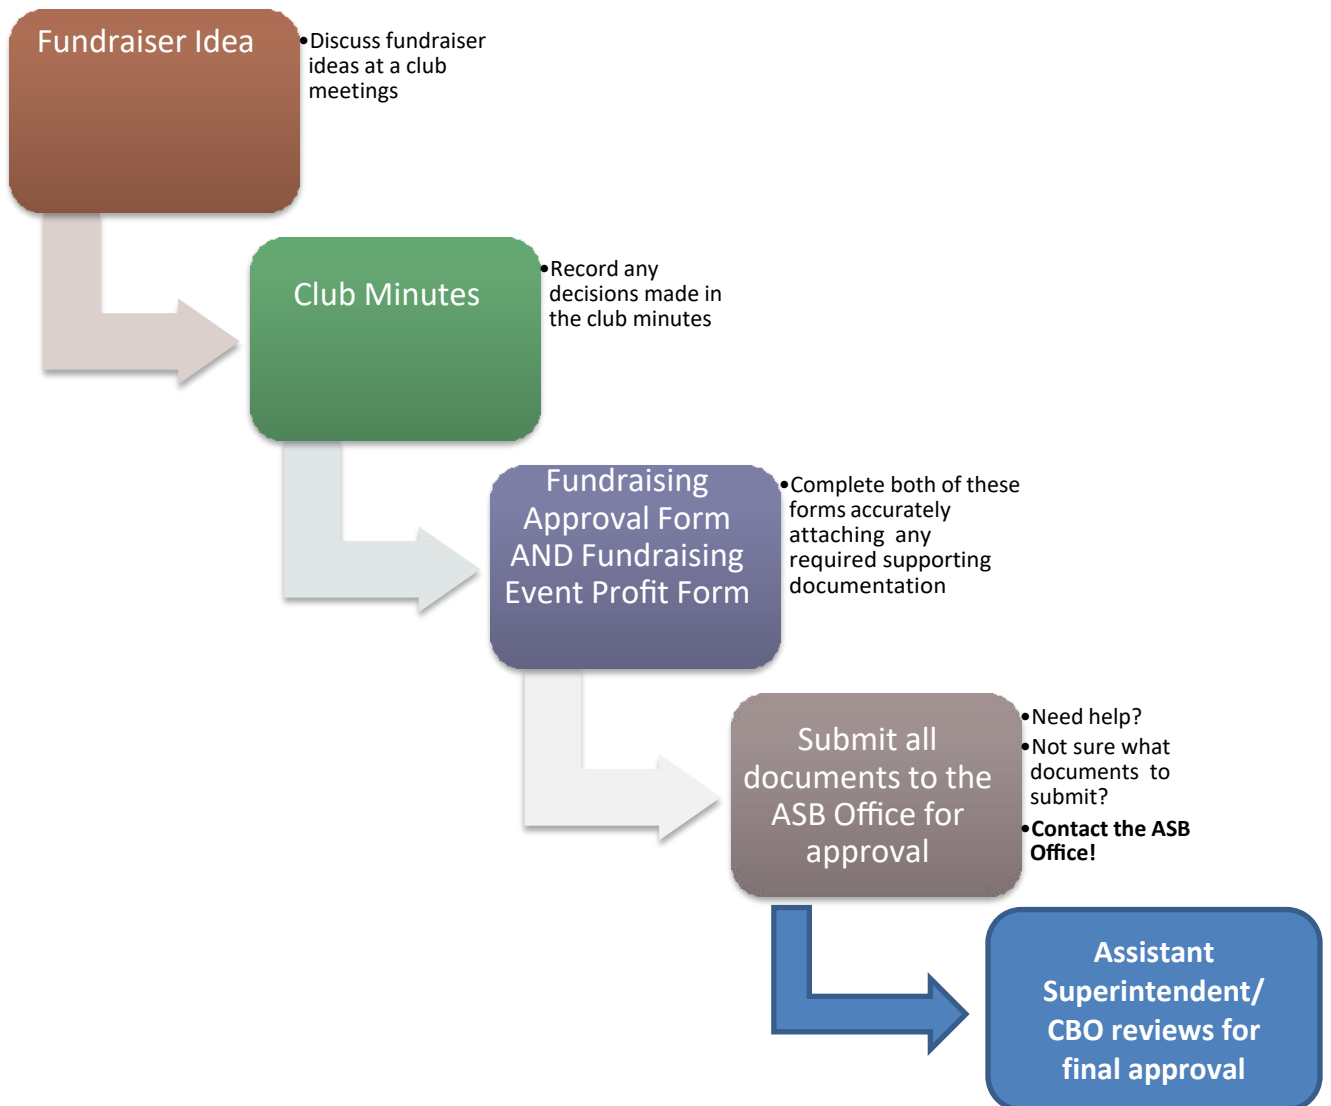 Fundraiser Idea
•Discuss fundraiser
ideas at a club
meetings
Club Minutes
•Record any
decisions made in
the club minutes
Fundraising
Approval Form
AND Fundraising
Event Profit Form
•Complete both of these
forms accurately
attaching any
required supporting
documentation
Submit all
documents to the
ASB Office for
approval
•Need help?
•Not sure what
documents to
submit?
•Contact the ASB
Office!
Assistant
Superintendent/
CBO reviews for
final approval